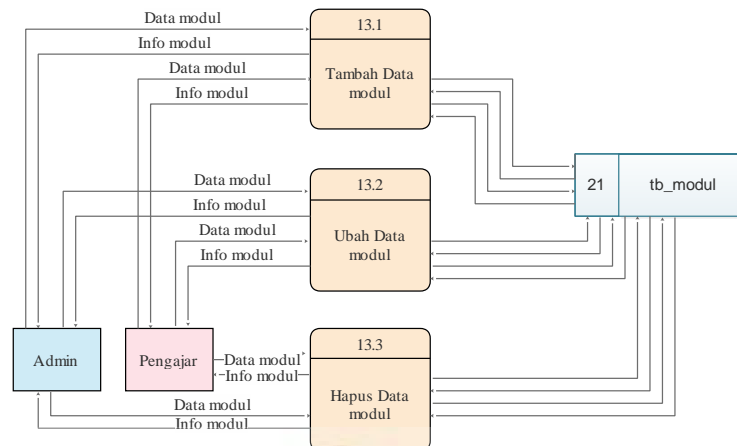 Data modul
Info modul
Data modul
Info modul
13.1
Tambah Data
modul
21 tb_modul
Data modul
Info modul
Data modul
Info modul
13.2
Ubah Data
modul
Admin
Pengajar
Data modul
Info modul
Data modul
Info modul
13.3
Hapus Data
modul